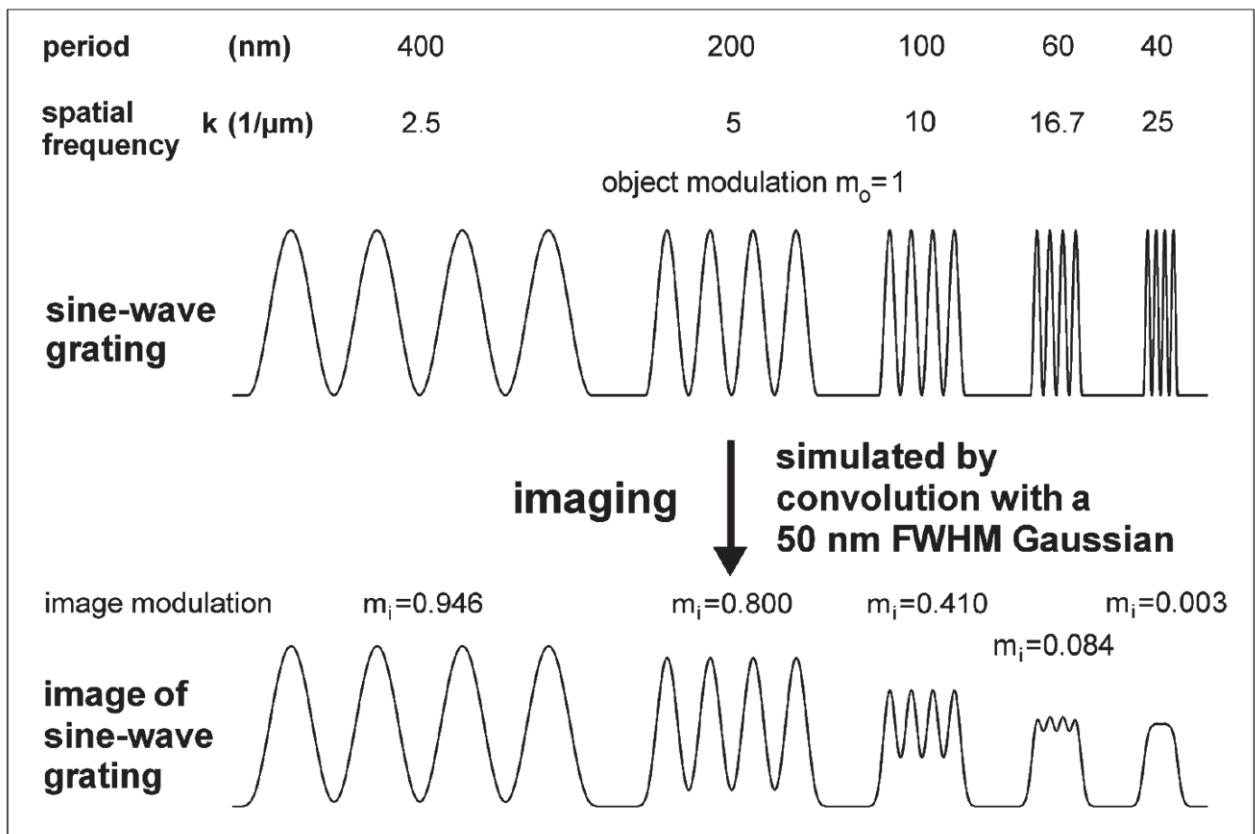 period (nm) 400 200 100 60 40
spatial
frequency k (1/μm) 2.5 5 10 16.7 25
object modulation mₒ=1
sine-wave
grating
imaging
simulated by
convolution with a
50 nm FWHM Gaussian
image modulation mᵢ=0.946 mᵢ=0.800 mᵢ=0.410 mᵢ=0.003
mᵢ=0.084
image of
sine-wave
grating